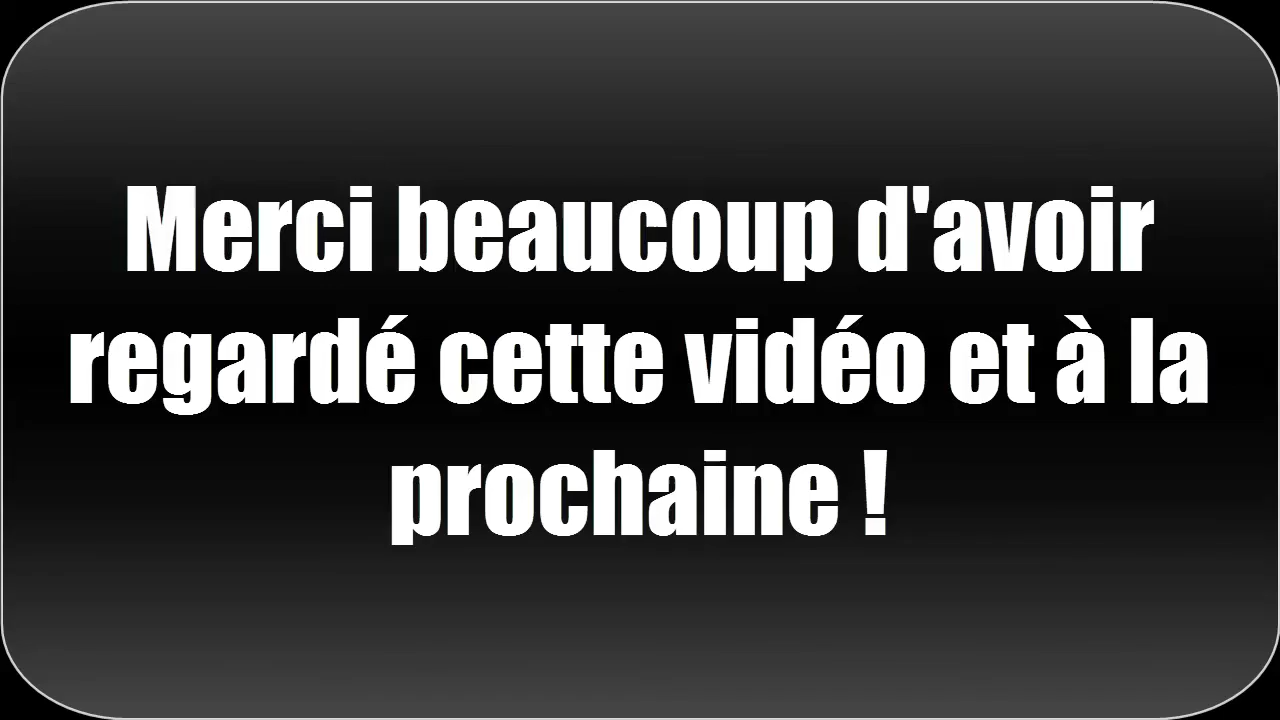 Merci beaucoup d'avoir
regardé cette vidéo et à la
prochaine !